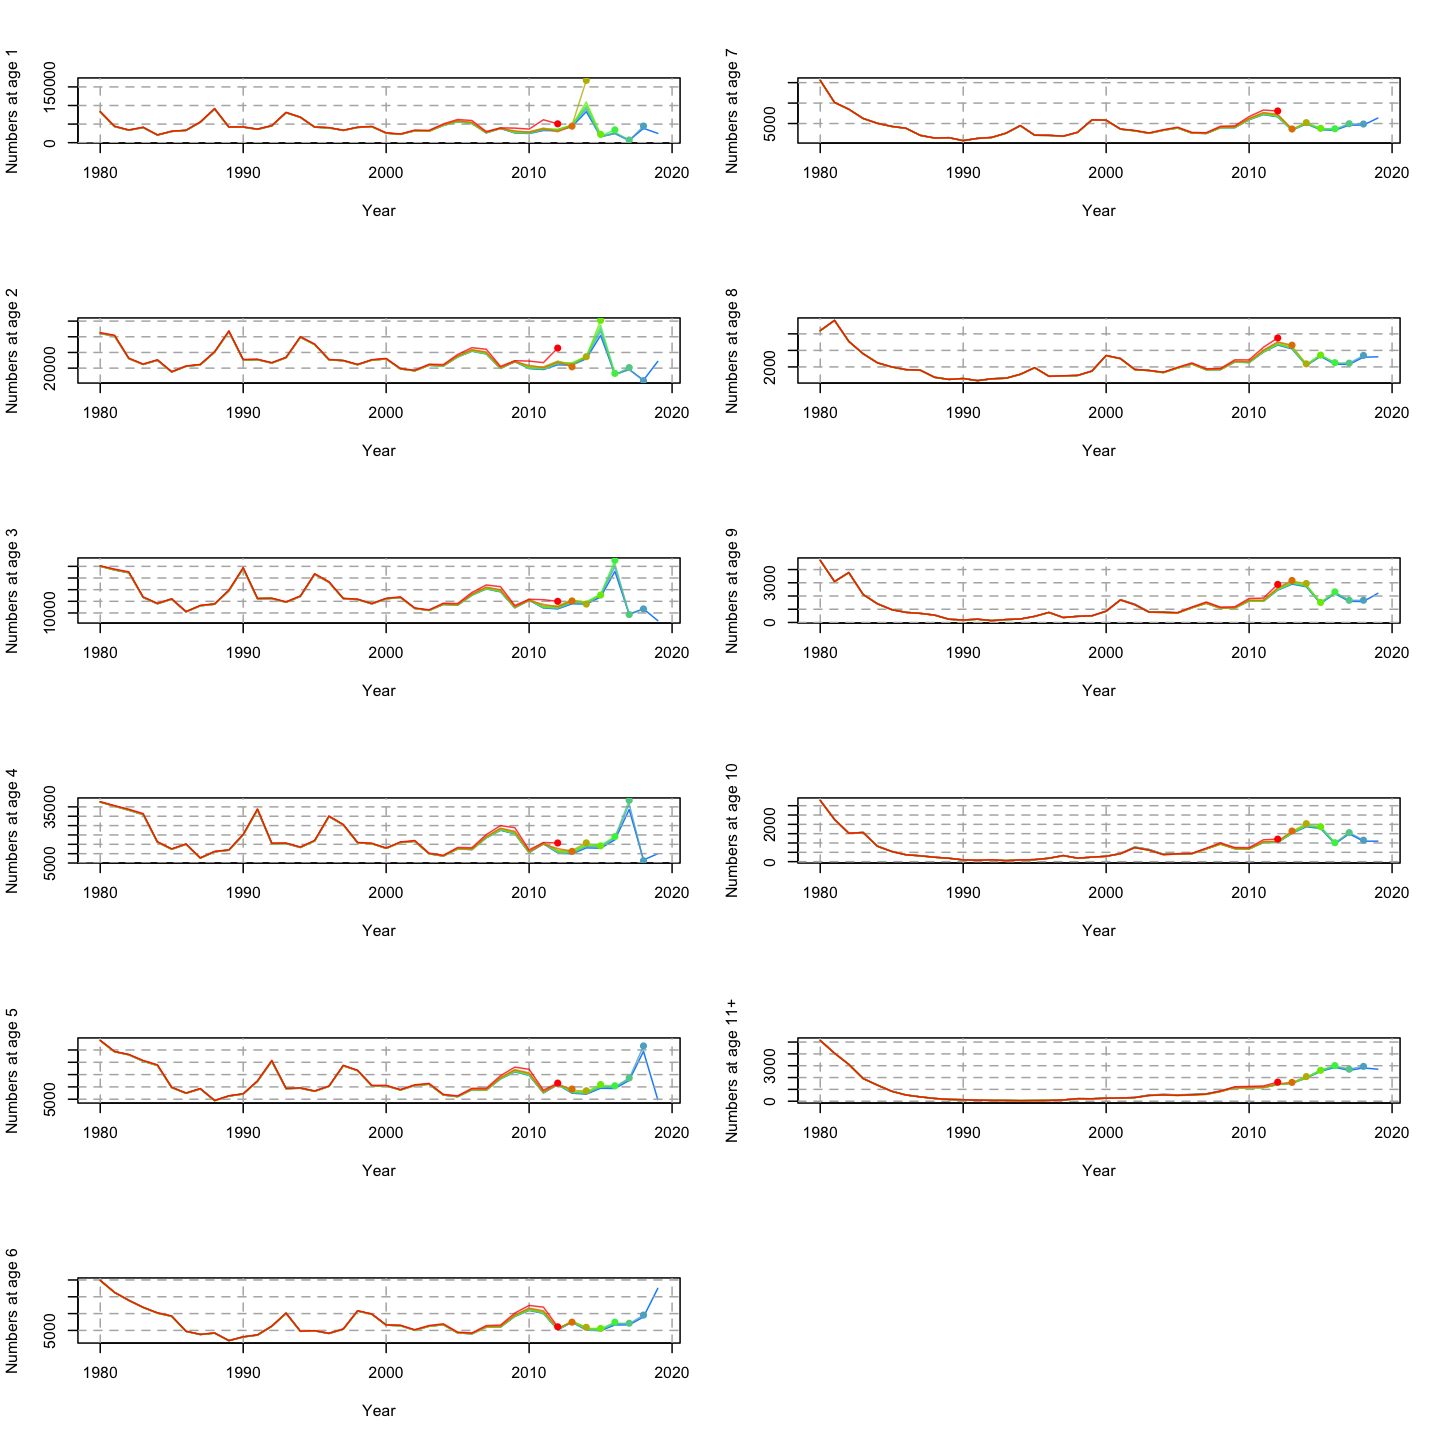 Numbers at age 1
150000
0
1980 1990 2000 2010 2020
Year
Numbers at age 2
20000
1980 1990 2000 2010 2020
Year
Numbers at age 3
10000
1980 1990 2000 2010 2020
Year
Numbers at age 4
35000
5000
1980 1990 2000 2010 2020
Year
Numbers at age 5
5000
1980 1990 2000 2010 2020
Year
Numbers at age 6
5000
1980 1990 2000 2010 2020
Year
Numbers at age 7
5000
1980 1990 2000 2010 2020
Year
Numbers at age 8
2000
1980 1990 2000 2010 2020
Year
Numbers at age 9
3000
0
1980 1990 2000 2010 2020
Year
Numbers at age 10
2000
0
1980 1990 2000 2010 2020
Year
Numbers at age 11+
3000
0
1980 1990 2000 2010 2020
Year